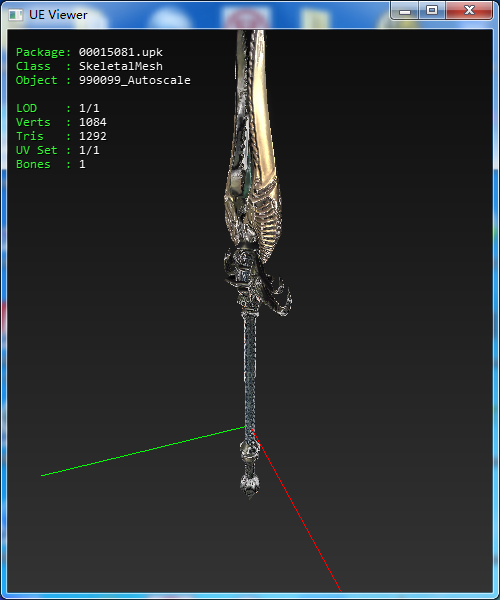 UE Viewer
Package: 00015081.upk
Class : SkeletalMesh
Object : 990099_Autoscale
LOD : 1/1
Verts : 1084
Tris : 1292
UV Set : 1/1
Bones : 1